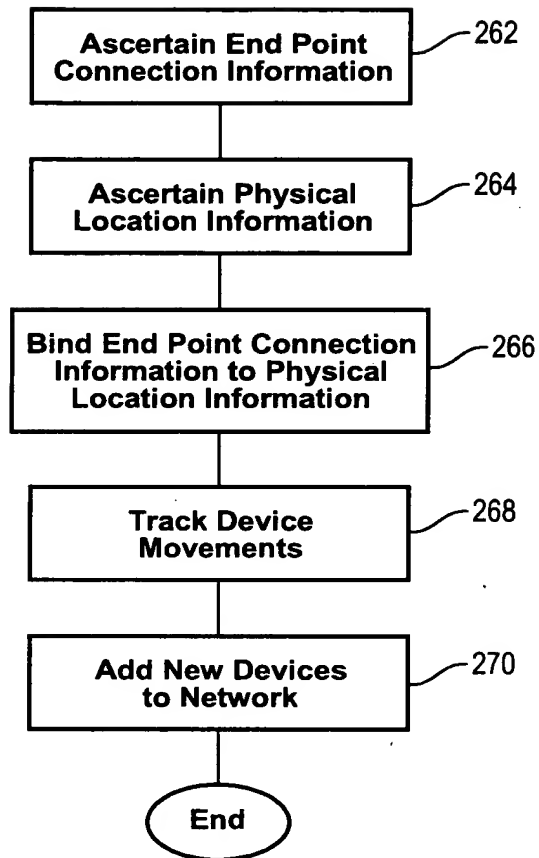 Ascertain End Point
Connection Information
262
Ascertain Physical
Location Information
264
Bind End Point Connection
Information to Physical
Location Information
266
Track Device
Movements
268
Add New Devices
to Network
270
End